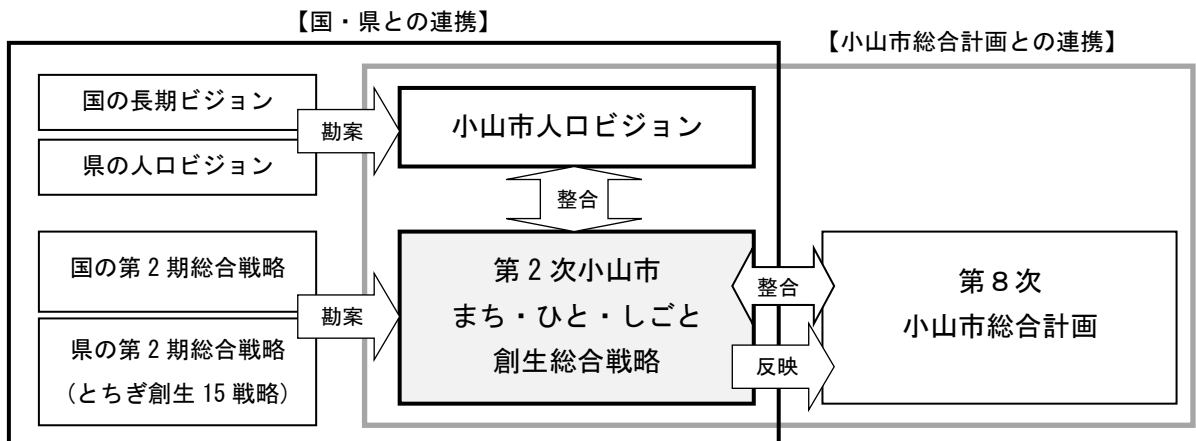 【国・県との連携】
【小山市総合計画との連携】
国の長期ビジョン
県の人口ビジョン
勘案
小山市人口ビジョン
整合
国の第２期総合戦略
県の第２期総合戦略
（とちぎ創生 15 戦略）
勘案
第２次小山市
まち・ひと・しごと
創生総合戦略
整合
反映
第８次
小山市総合計画